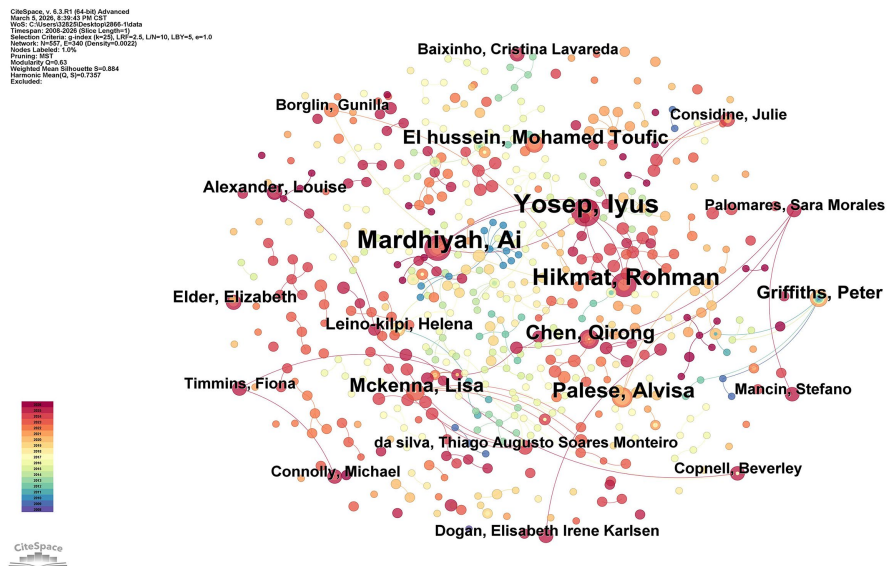 CiteSpace, v. 6.3.R1 (64-bit) Advanced
March 5, 2026, 8:39:43 PM CST
WoS: C:\Users\32825\Desktop\2866-1\data
Timespan: 2008-2026 (Slice Length=1)
Selection Criteria: g-index (k=25), LRF=2.5, L/N=10, LBY=5, e=1.0
Network: N=557, E=340 (Density=0.0022)
Nodes Labeled: 1.0%
Pruning: MST
Modularity Q=0.63
Weighted Mean Silhouette S=0.884
Harmonic Mean(Q, S)=0.7357
Excluded:
Baixinho, Cristina Lavareda
Borglin, Gunilla
Considine, Julie
El hussein, Mohamed Toufic
Alexander, Louise
Yosep, Iyus
Palomares, Sara Morales
Mardhiyah, Ai
Hikmat, Rohman
Griffiths, Peter
Elder, Elizabeth
Leino-kilpi, Helena
Chen, Qirong
Timmins, Fiona
Mckenna, Lisa
Palese, Alvisa
Mancin, Stefano
da silva, Thiago Augusto Soares Monteiro
Connolly, Michael
Copnell, Beverley
Dogan, Elisabeth Irene Karlsen
CiteSpace